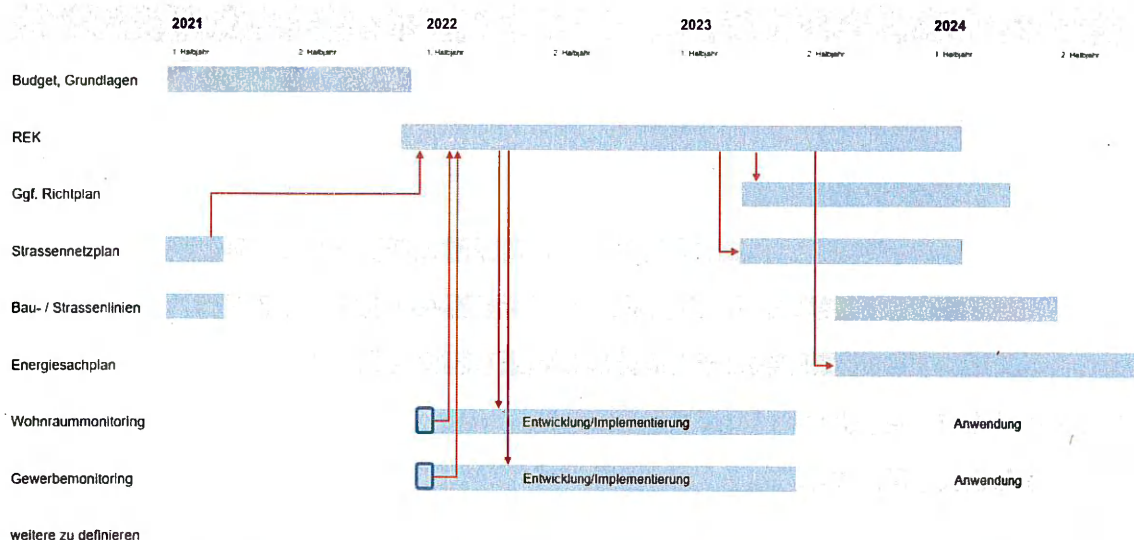 2021 2022 2023 2024
1. Halbjahr 2. Halbjahr 1. Halbjahr 2. Halbjahr 1. Halbjahr 2. Halbjahr 1. Halbjahr 2. Halbjahr
Budget, Grundlagen
REK
Ggf. Richtplan
Strassennetzplan
Bau- / Strassenlinien
Energiesachplan
Wohnraummonitoring Entwicklung/Implementierung Anwendung
Gewerbemonitoring Entwicklung/Implementierung Anwendung
weitere zu definieren